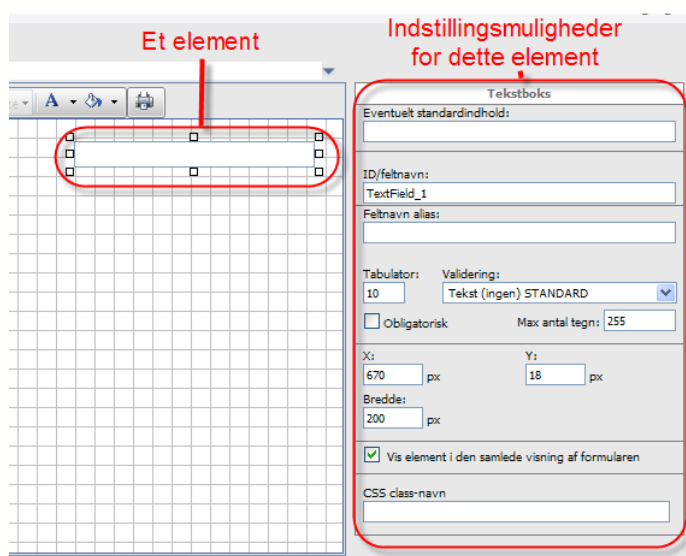 Et element
Indstillingsmuligheder
for dette element
A
Tekstboks
Eventuelt standardindhold:
ID/feltnavn:
TextField_1
Feltnavn alias:
Tabulator: Validering:
10 Tekst (ingen) STANDARD
Obligatorisk Max antal tegn: 255
X: Y:
670 px 18 px
Bredde:
200 px
Vis element i den samlede visning af formularen
CSS class-navn